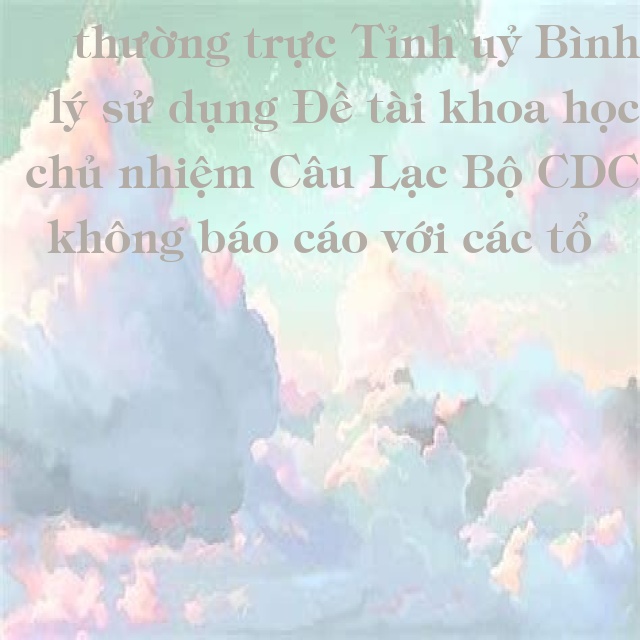 thường trực Tỉnh uỷ Bình
lý sử dụng Đề tài khoa học
chủ nhiệm Câu Lạc Bộ CDC
không báo cáo với các tổ